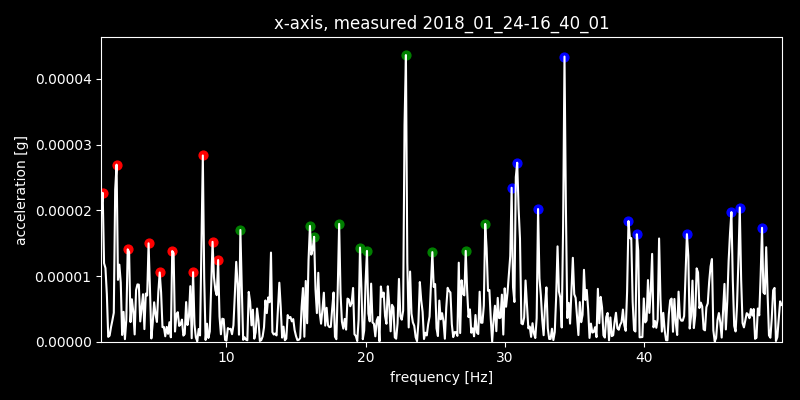 x-axis, measured 2018_01_24-16_40_01
acceleration [g]
0.00004
0.00003
0.00002
0.00001
0.00000
10 20 30 40
frequency [Hz]